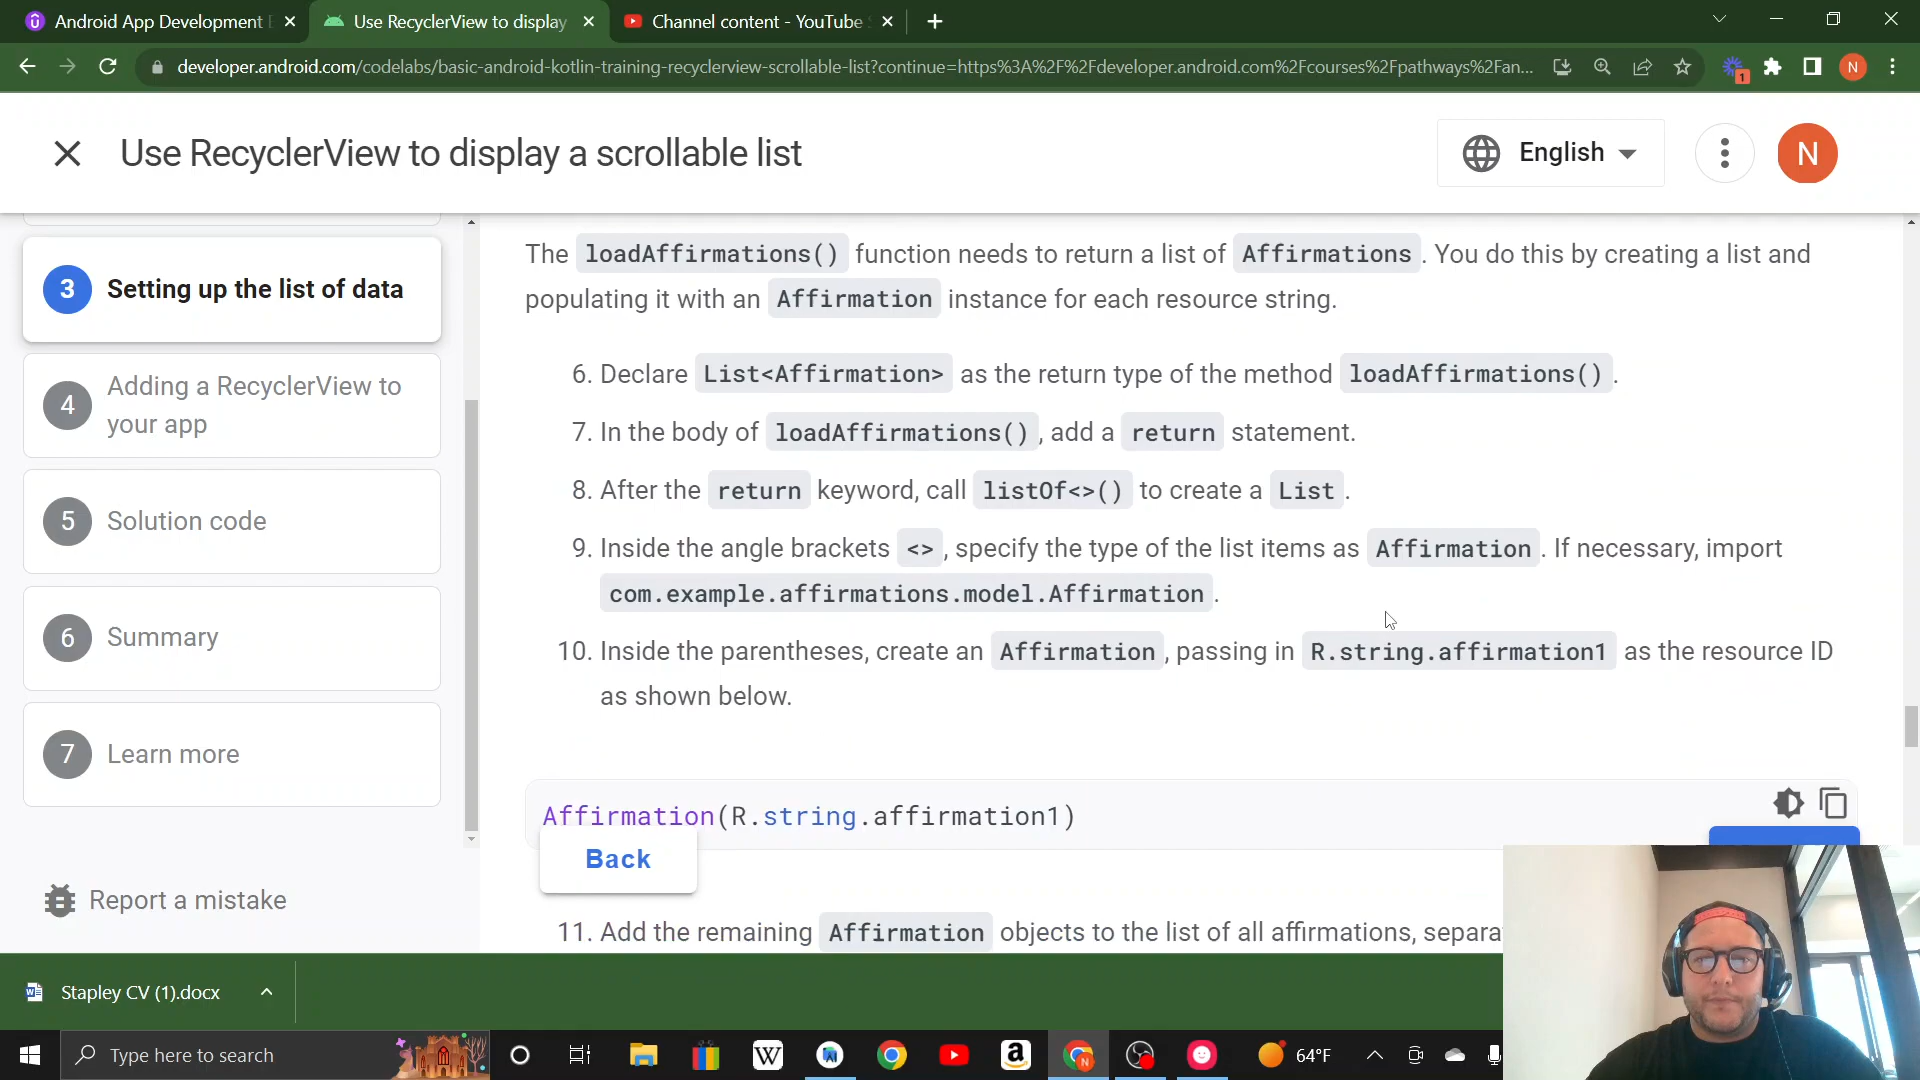 Android App Development
Use RecyclerView to display
Channel content - YouTube
developer.android.com/codelabs/basic-android-kotlin-training-recyclerview-scrollable-list?continue=https%3A%2F%2Fdeveloper.android.com%2Fcourses%2Fpathways%2Fan...
1
N
Use RecyclerView to display a scrollable list
English
N
3 Setting up the list of data
4 Adding a RecyclerView to
your app
5 Solution code
6 Summary
7 Learn more
Report a mistake
The loadAffirmations() function needs to return a list of Affirmations . You do this by creating a list and
populating it with an Affirmation instance for each resource string.
6. Declare List<Affirmation> as the return type of the method loadAffirmations() .
7. In the body of loadAffirmations() , add a return statement.
8. After the return keyword, call listOf<>() to create a List .
9. Inside the angle brackets <> , specify the type of the list items as Affirmation . If necessary, import
com.example.affirmations.model.Affirmation .
10. Inside the parentheses, create an Affirmation , passing in R.string.affirmation1 as the resource ID
as shown below.
Affirmation(R.string.affirmation1)
Back
11. Add the remaining Affirmation objects to the list of all affirmations, separa
Stapley CV (1).docx
Type here to search
W
a
N
64°F